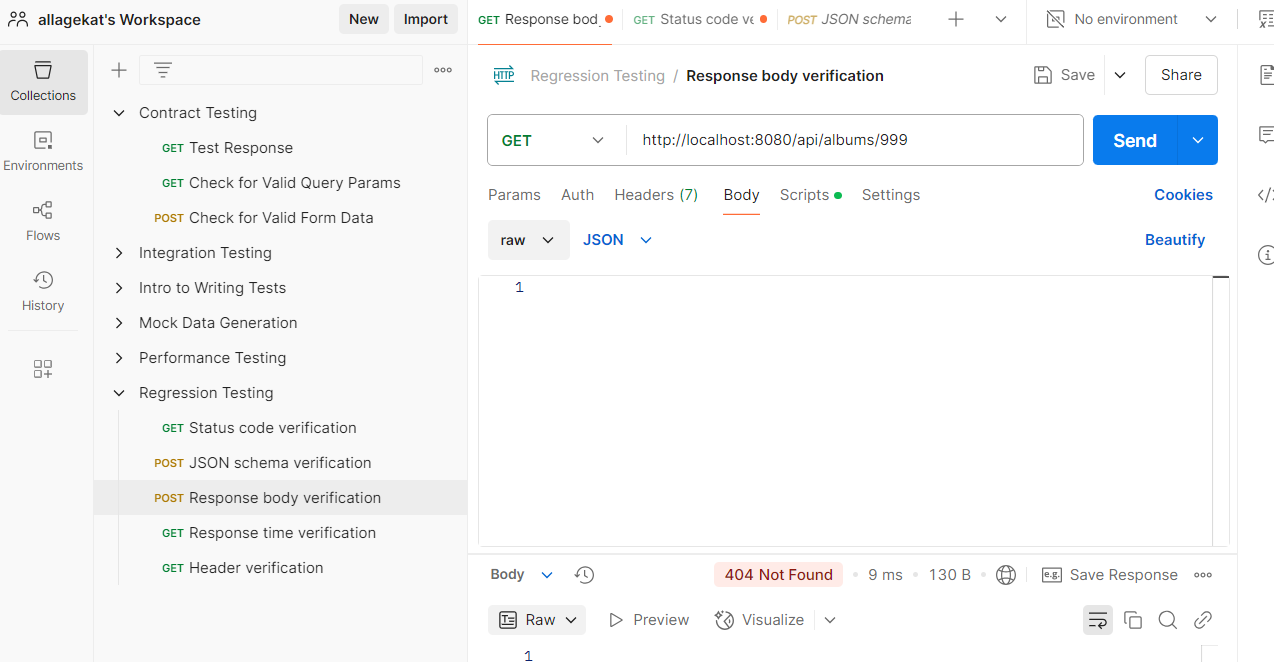 allagekat's Workspace New Import GET Response bod GET Status code ve POST JSON schema No environment
Collections
Environments
Flows
History
Contract Testing
GET Test Response
GET Check for Valid Query Params
POST Check for Valid Form Data
Integration Testing
Intro to Writing Tests
Mock Data Generation
Performance Testing
Regression Testing
GET Status code verification
POST JSON schema verification
POST Response body verification
GET Response time verification
GET Header verification
HTTP Regression Testing / Response body verification Save Share
GET http://localhost:8080/api/albums/999 Send
Params Auth Headers (7) Body Scripts Settings Cookies
raw JSON Beautify
1
Body 404 Not Found 9 ms 130 B e.g. Save Response
Raw Preview Visualize
1